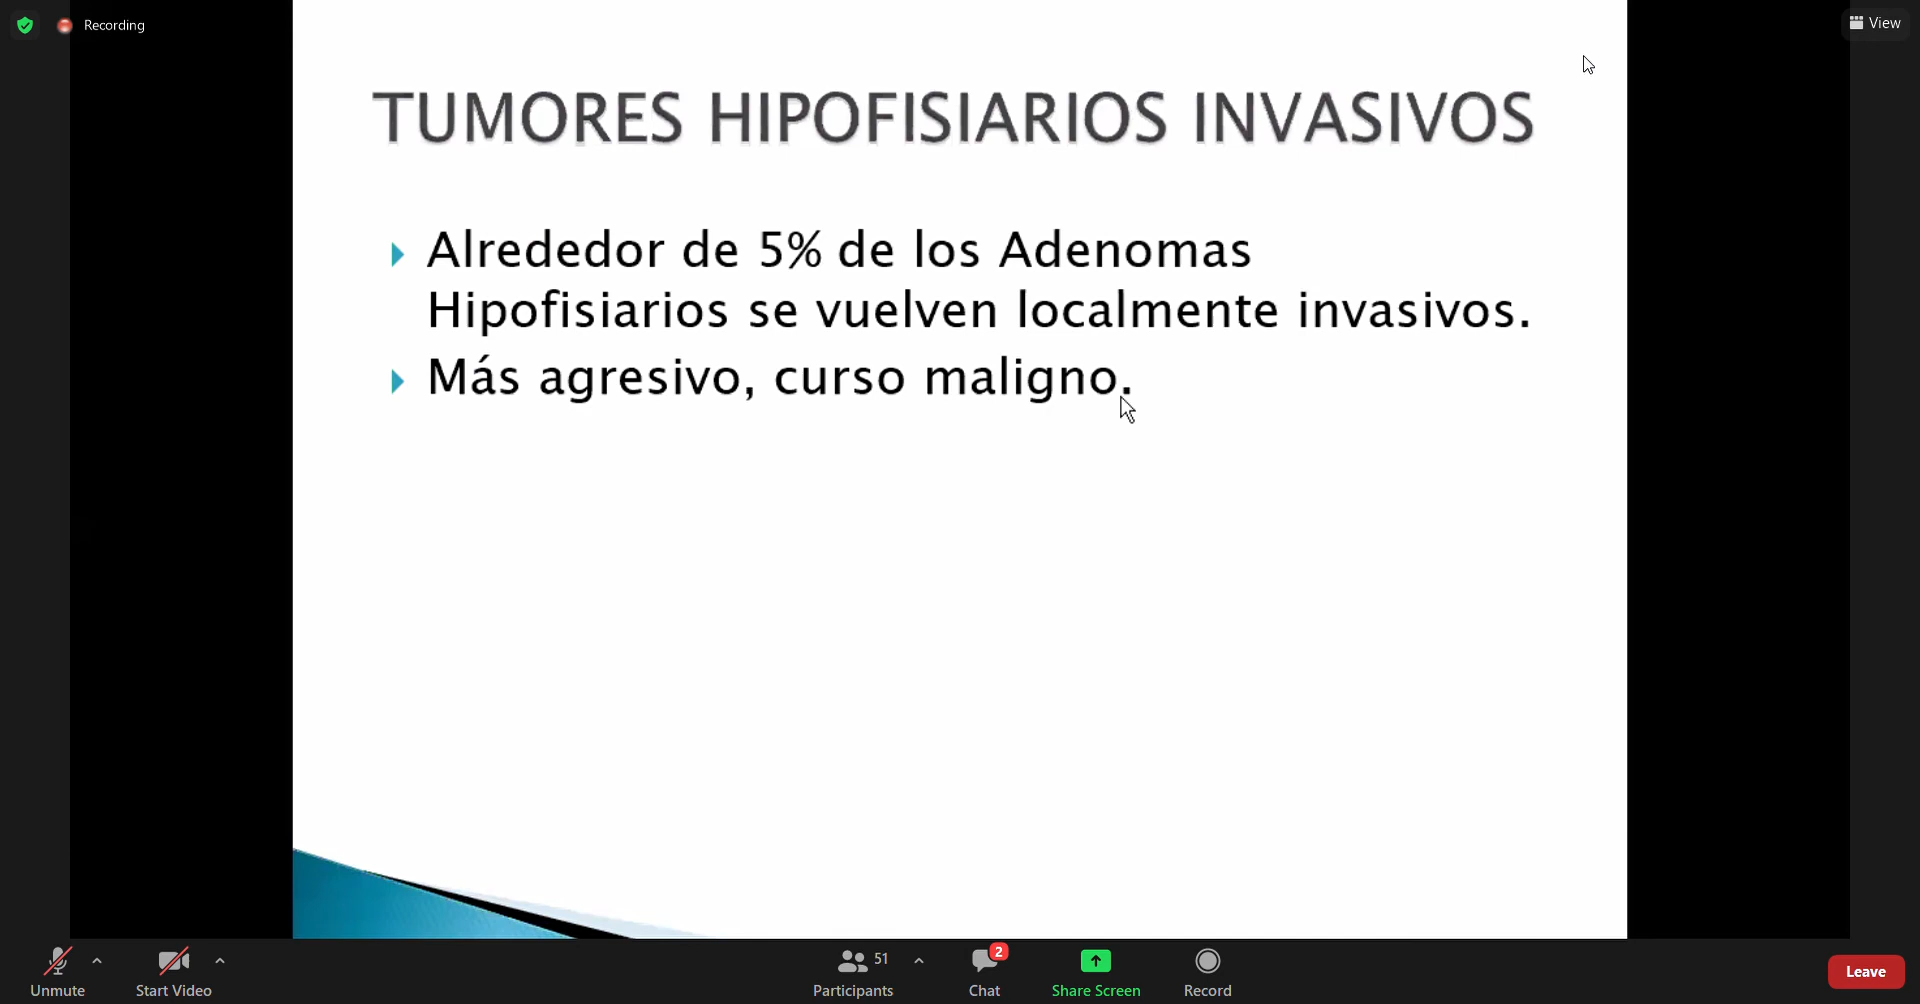 Recording
View
TUMORES HIPOFISIARIOS INVASIVOS
Alrededor de 5% de los Adenomas
Hipofisiarios se vuelven localmente invasivos.
Más agresivo, curso maligno.
Unmute
Start Video
51
Participants
2
Chat
Share Screen
Record
Leave